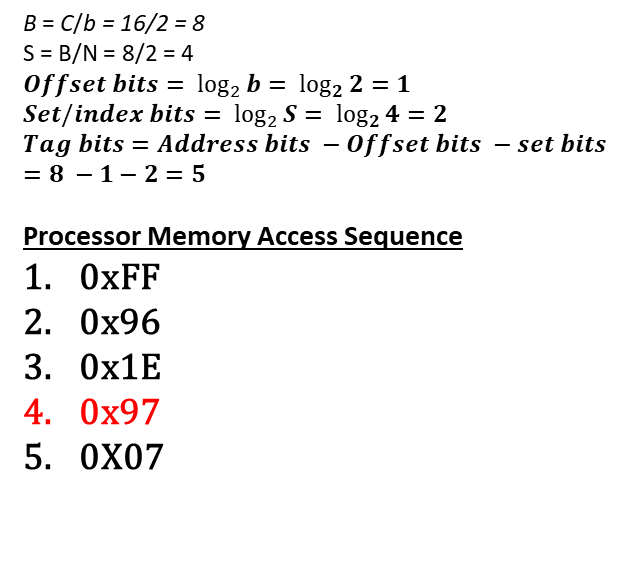 B = C/b = 16/2 = 8
S = B/N = 8/2 = 4
Offset bits = log₂ b = log₂ 2 = 1
Set/index bits = log₂ S = log₂ 4 = 2
Tag bits = Address bits − Offset bits − set bits
= 8 − 1 − 2 = 5
Processor Memory Access Sequence
1. 0xFF
2. 0x96
3. 0x1E
4. 0x97
5. 0X07